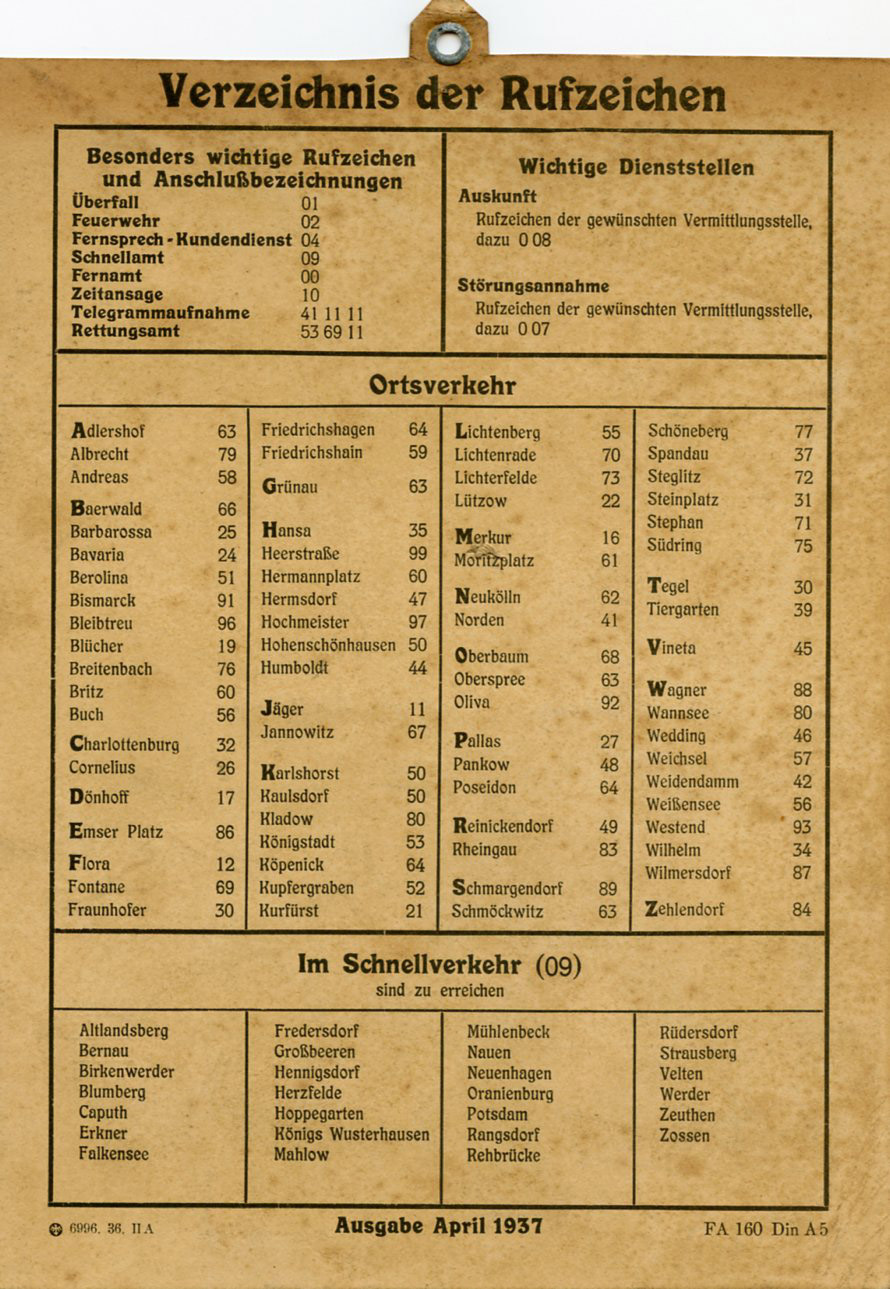 Verzeichnis der Rufzeichen
Besonders wichtige Rufzeichen
und Anschlußbezeichnungen
Überfall 01
Feuerwehr 02
Fernsprech-Kundendienst 04
Schnellamt 09
Fernamt 00
Zeitansage 10
Telegrammaufnahme 41 11 11
Rettungsamt 53 69 11
Wichtige Dienststellen
Auskunft
Rufzeichen der gewünschten Vermittlungsstelle,
dazu 0 08
Störungsannahme
Rufzeichen der gewünschten Vermittlungsstelle,
dazu 0 07
Ortsverkehr
Adlershof 63
Albrecht 79
Andreas 58
Baerwald 66
Barbarossa 25
Bavaria 24
Berolina 51
Bismarck 91
Bleibtreu 96
Blücher 19
Breitenbach 76
Britz 60
Buch 56
Charlottenburg 32
Cornelius 26
Dönhoff 17
Emser Platz 86
Flora 12
Fontane 69
Fraunhofer 30
Friedrichshagen 64
Friedrichshain 59
Grünau 63
Hansa 35
Heerstraße 99
Hermannplatz 60
Hermsdorf 47
Hochmeister 97
Hohenschönhausen 50
Humboldt 44
Jäger 11
Jannowitz 67
Karlshorst 50
Kaulsdorf 50
Kladow 80
Königstadt 53
Köpenick 64
Kupfergraben 52
Kurfürst 21
Lichtenberg 55
Lichtenrade 70
Lichterfelde 73
Lützow 22
Merkur 16
Moritzplatz 61
Neukölln 62
Norden 41
Oberbaum 68
Oberspree 63
Oliva 92
Pallas 27
Pankow 48
Poseidon 64
Reinickendorf 49
Rheingau 83
Schmargendorf 89
Schmöckwitz 63
Schöneberg 77
Spandau 37
Steglitz 72
Steinplatz 31
Stephan 71
Südring 75
Tegel 30
Tiergarten 39
Vineta 45
Wagner 88
Wannsee 80
Wedding 46
Weichsel 57
Weidendamm 42
Weißensee 56
Westend 93
Wilhelm 34
Wilmersdorf 87
Zehlendorf 84
Im Schnellverkehr (09)
sind zu erreichen
Altlandsberg
Bernau
Birkenwerder
Blumberg
Caputh
Erkner
Falkensee
Fredersdorf
Großbeeren
Hennigsdorf
Herzfelde
Hoppegarten
Königs Wusterhausen
Mahlow
Mühlenbeck
Nauen
Neuenhagen
Oranienburg
Potsdam
Rangsdorf
Rehbrücke
Rüdersdorf
Strausberg
Velten
Werder
Zeuthen
Zossen
6996. 36. II A
Ausgabe April 1937
FA 160 Din A5